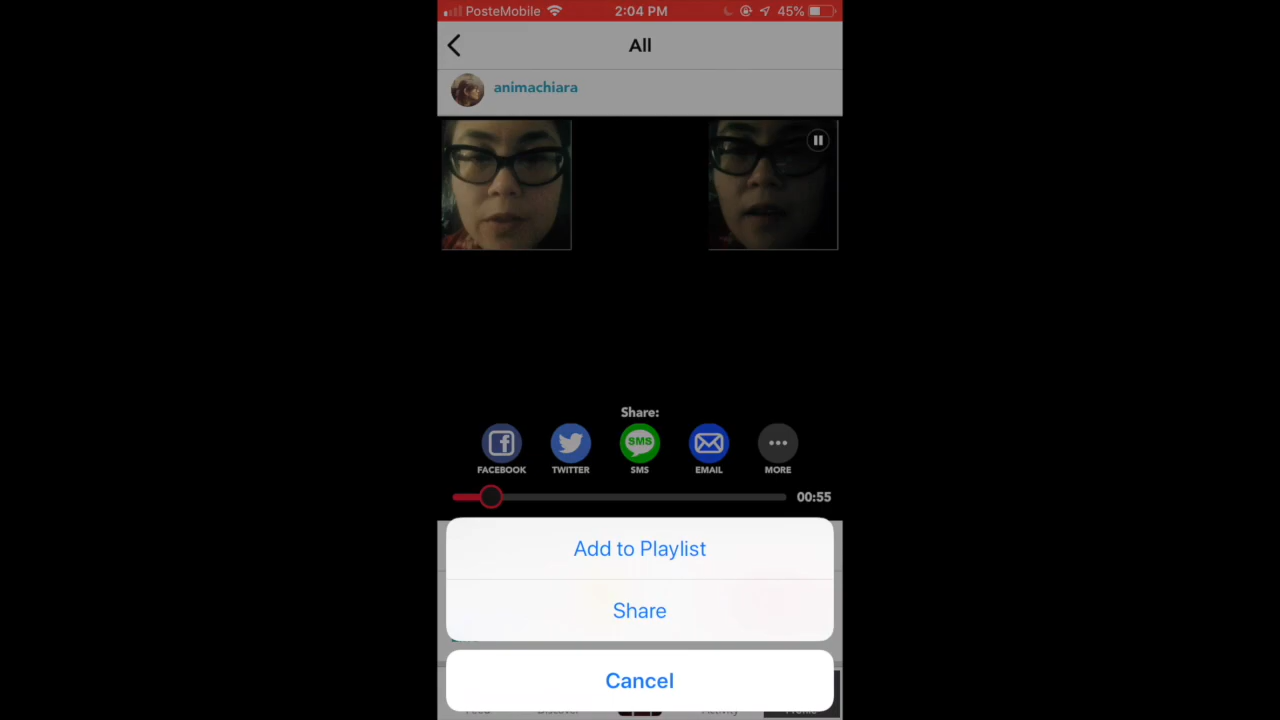 PosteMobile 2:04 PM 45%
All
animachiara
Share:
SMS
FACEBOOK TWITTER SMS EMAIL MORE
00:55
Add to Playlist
Share
Cancel